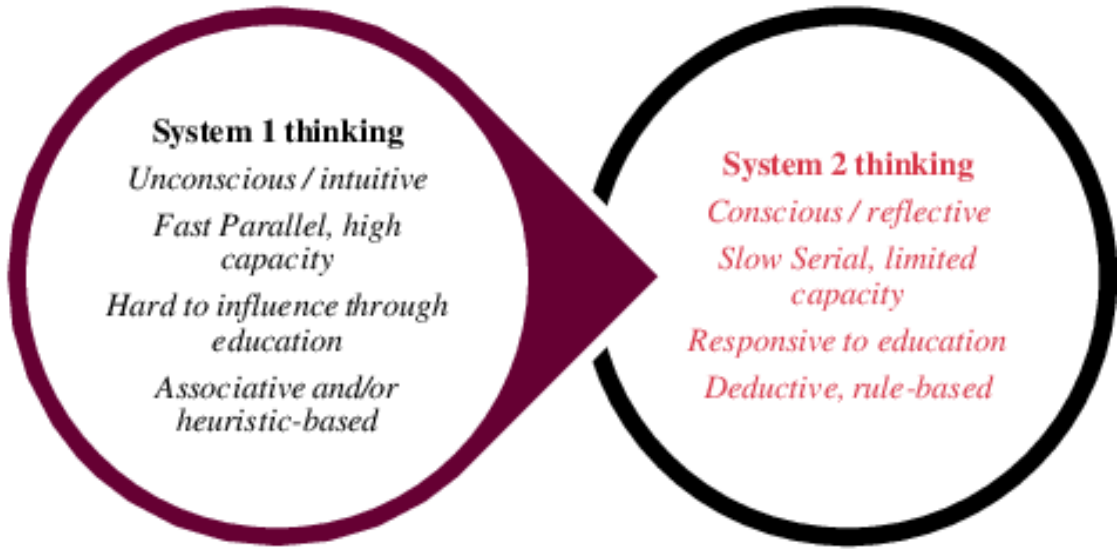 System 1 thinking
Unconscious / intuitive
Fast Parallel, high
capacity
Hard to influence through
education
Associative and/or
heuristic-based
System 2 thinking
Conscious / reflective
Slow Serial, limited
capacity
Responsive to education
Deductive, rule-based